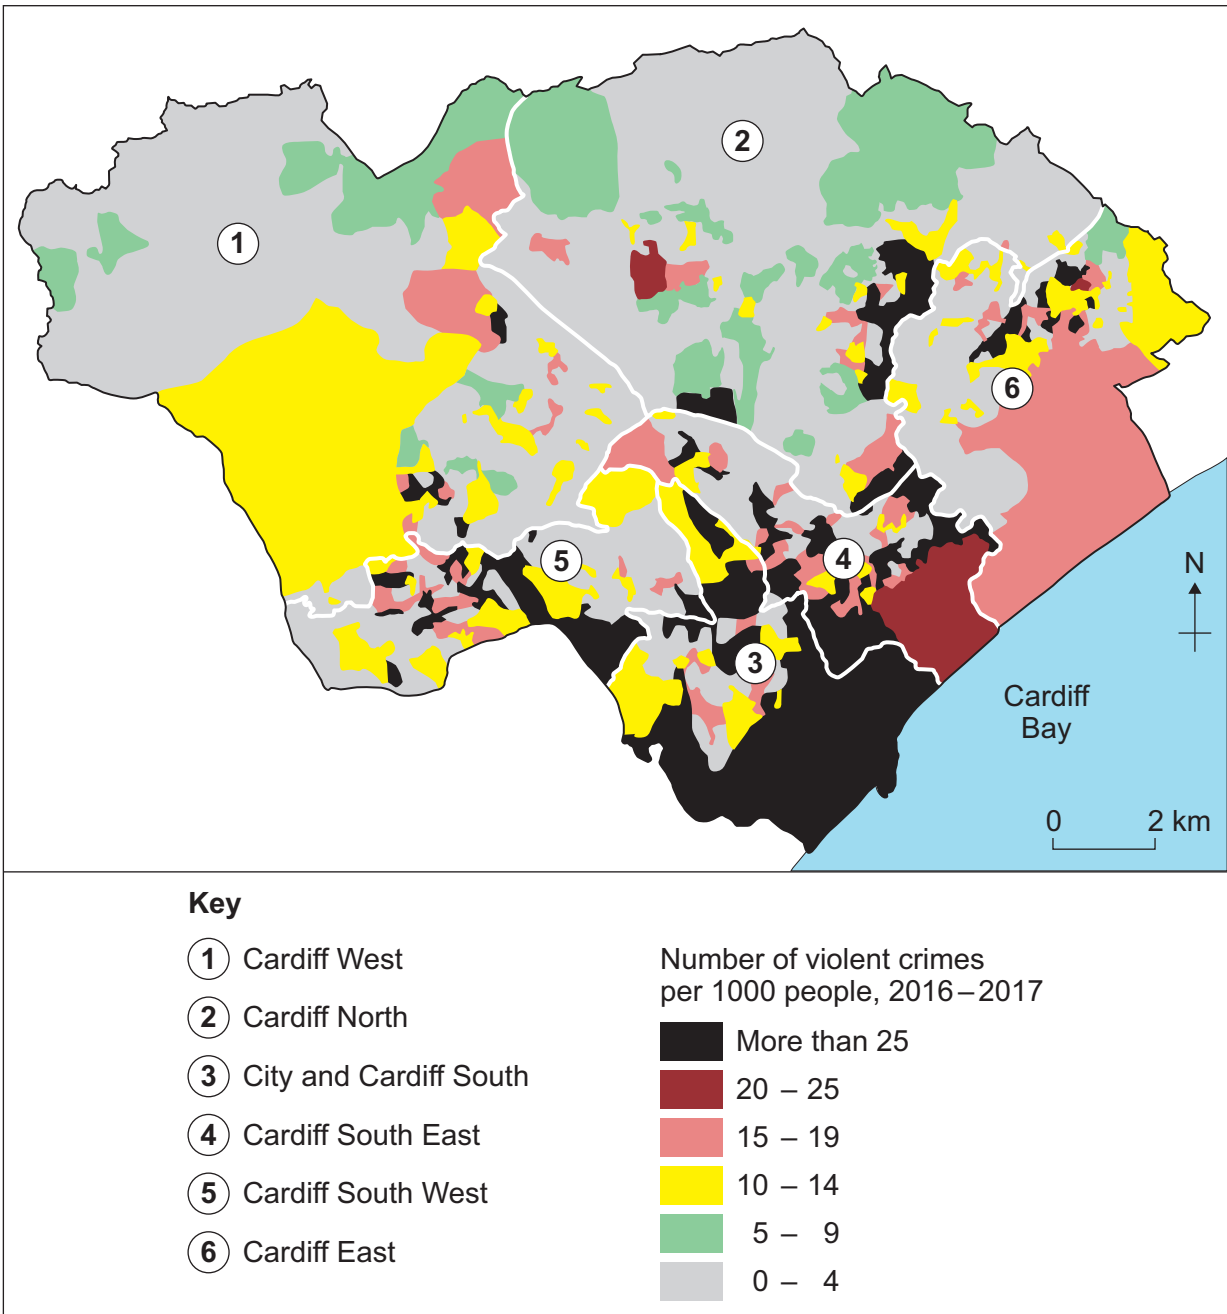 2
1
6
5
4
3
N
Cardiff
Bay
0 2 km
Key
1 Cardiff West
2 Cardiff North
3 City and Cardiff South
4 Cardiff South East
5 Cardiff South West
6 Cardiff East
Number of violent crimes
per 1000 people, 2016–2017
More than 25
20 – 25
15 – 19
10 – 14
5 – 9
0 – 4